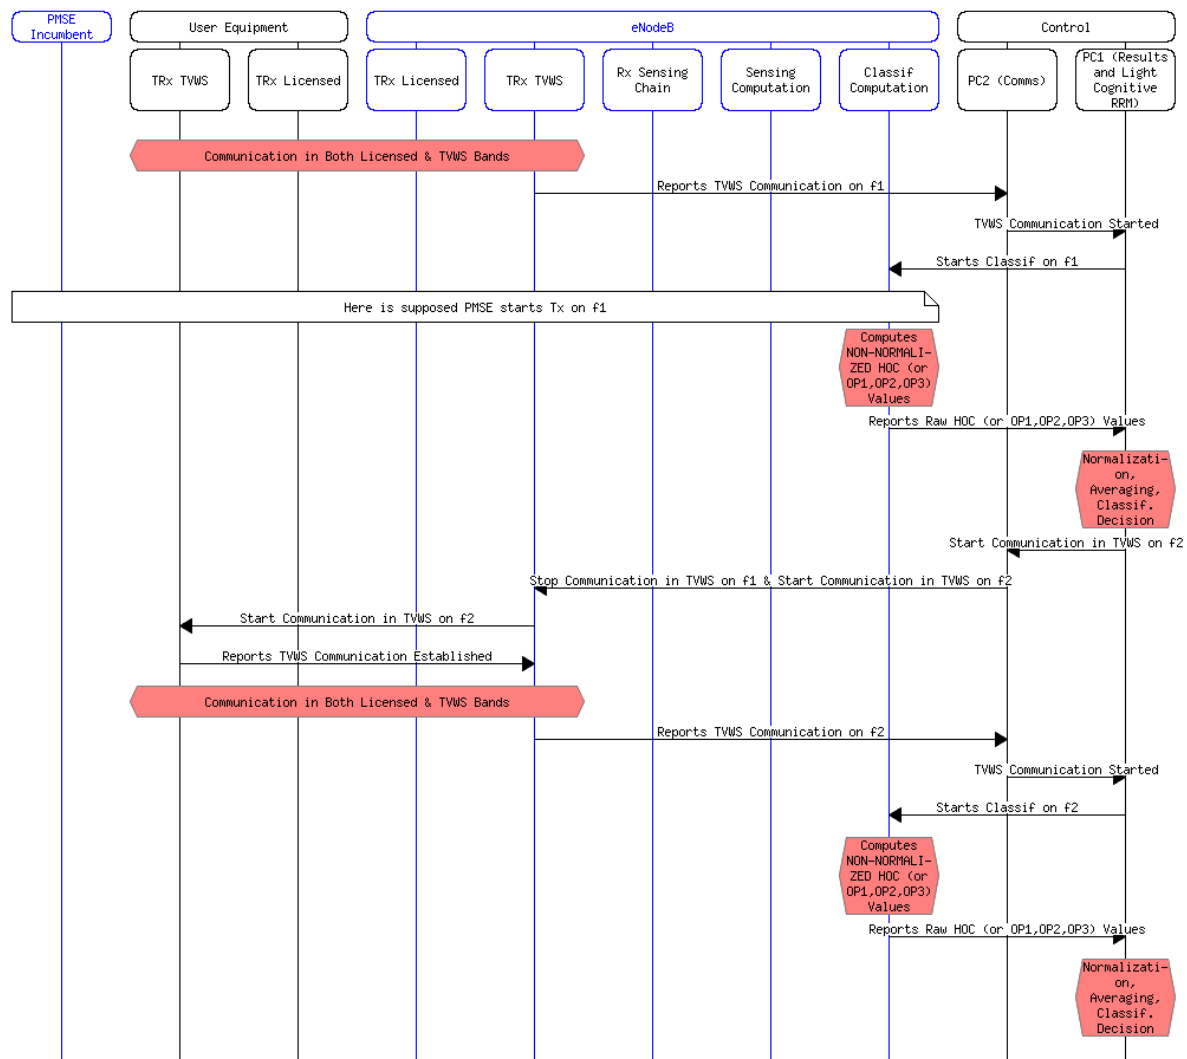 PMSE
Incumbent
User Equipment
eNodeB
Control
TRx TVWS
TRx Licensed
TRx Licensed
TRx TVWS
Rx Sensing
Chain
Sensing
Computation
Classif
Computation
PC2 (Comms)
PC1 (Results
and Light
Cognitive
RRM)
Communication in Both Licensed & TVWS Bands
Reports TVWS Communication on f1
TVWS Communication Started
Starts Classif on f1
Here is supposed PMSE starts Tx on f1
Computes
NON-NORMALI-
ZED HOC (or
OP1,OP2,OP3)
Values
Reports Raw HOC (or OP1,OP2,OP3) Values
Normalizati-
on,
Averaging,
Classif.
Decision
Start Communication in TVWS on f2
Stop Communication in TVWS on f1 & Start Communication in TVWS on f2
Start Communication in TVWS on f2
Reports TVWS Communication Established
Communication in Both Licensed & TVWS Bands
Reports TVWS Communication on f2
TVWS Communication Started
Starts Classif on f2
Computes
NON-NORMALI-
ZED HOC (or
OP1,OP2,OP3)
Values
Reports Raw HOC (or OP1,OP2,OP3) Values
Normalizati-
on,
Averaging,
Classif.
Decision